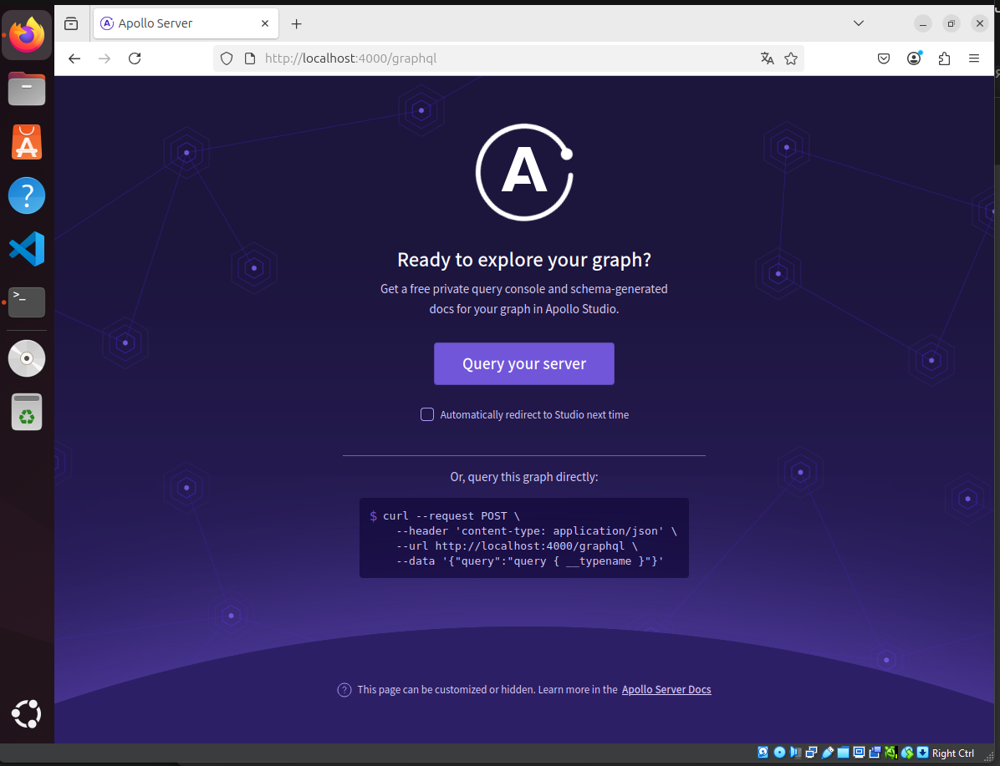 Apollo Server
http://localhost:4000/graphql
Ready to explore your graph?
Get a free private query console and schema-generated
docs for your graph in Apollo Studio.
Query your server
Automatically redirect to Studio next time
Or, query this graph directly:
$ curl --request POST \
--header 'content-type: application/json' \
--url http://localhost:4000/graphql \
--data '{"query":"query { __typename }"}'
This page can be customized or hidden. Learn more in the Apollo Server Docs
Right Ctrl